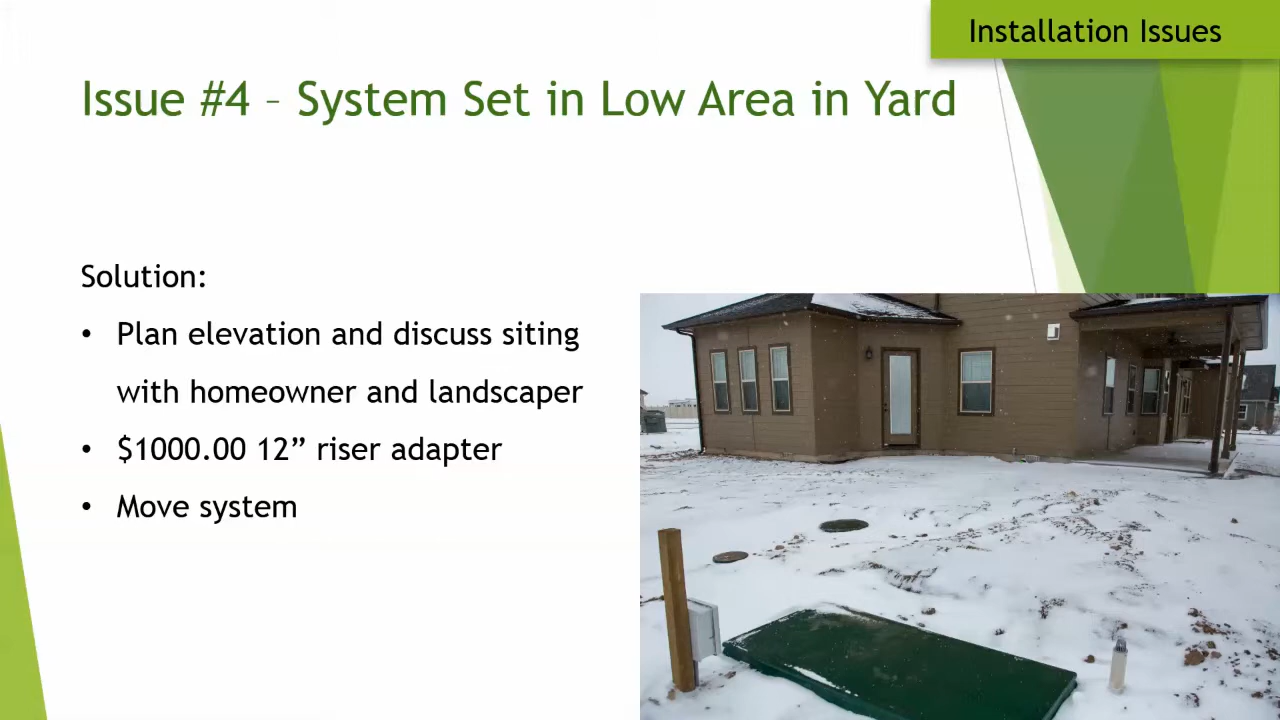 Installation Issues
Issue #4 – System Set in Low Area in Yard
Solution:
• Plan elevation and discuss siting
with homeowner and landscaper
• $1000.00 12” riser adapter
• Move system